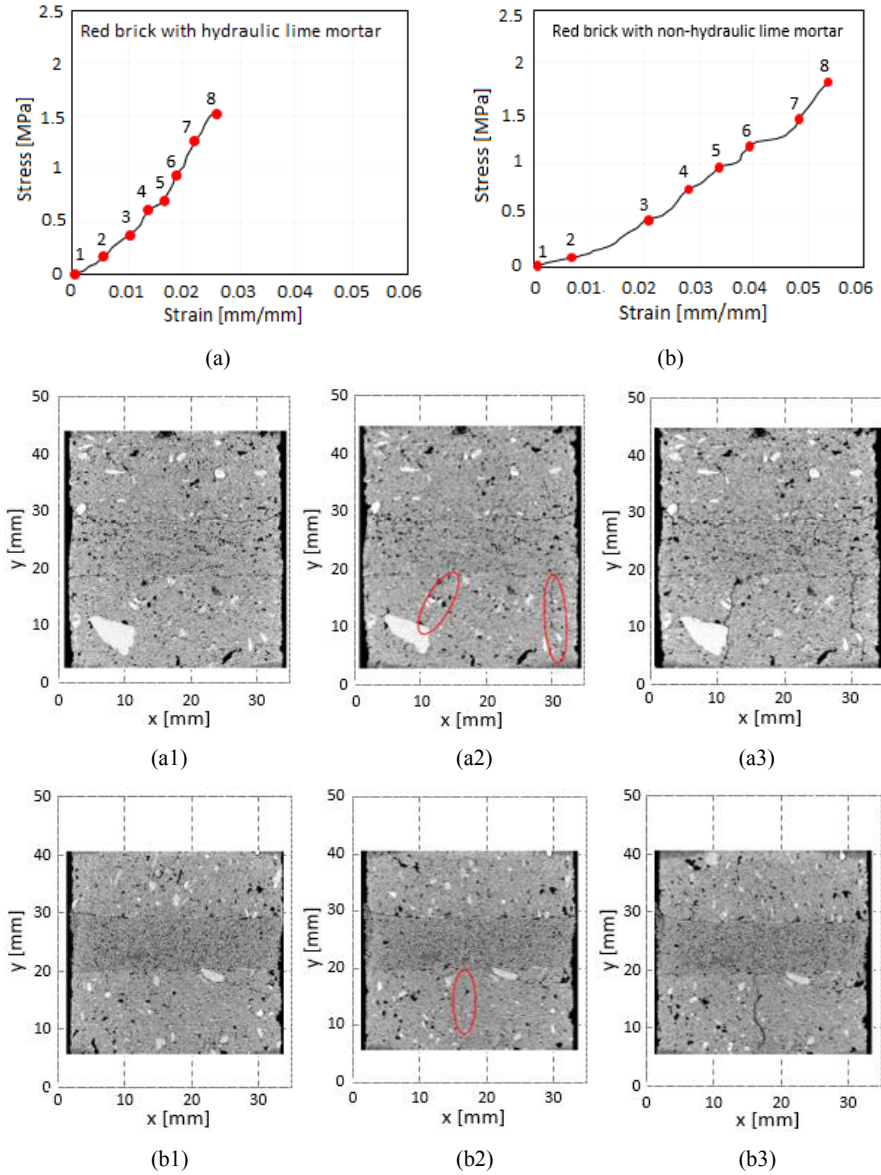 2.5
Red brick with hydraulic lime mortar
2
8
1.5
7
Stress [MPa]
6
1
5
4
0.5
3
2
1
0
0 0.01 0.02 0.03 0.04 0.05 0.06
Strain [mm/mm]
(a)
2.5
Red brick with non-hydraulic lime mortar
2
8
1.5
7
Stress [MPa]
6
5
1
4
0.5
3
2
1
0
0 0.01. 0.02 0.03 0.04 0.05 0.06
Strain [mm/mm]
(b)
50
40
30
y [mm]
20
10
0
0 10 20 30
x [mm]
(a1)
50
40
30
y [mm]
20
10
0
0 10 20 30
x [mm]
(a2)
50
40
30
y [mm]
20
10
0
0 10 20 30
x [mm]
(a3)
50
40
30
y [mm]
20
10
0
0 10 20 30
x [mm]
(b1)
50
40
30
y [mm]
20
10
0
0 10 20 30
x [mm]
(b2)
50
40
30
y [mm]
20
10
0
0 10 20 30
x [mm]
(b3)